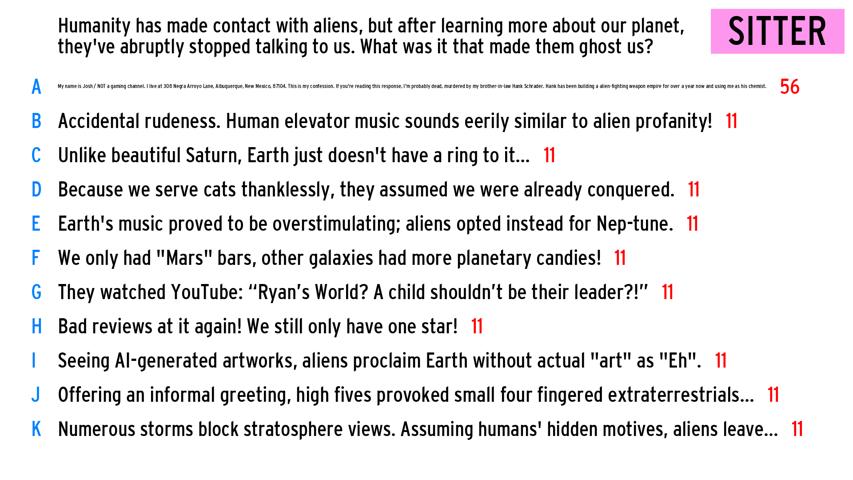 Humanity has made contact with aliens, but after learning more about our planet,
they've abruptly stopped talking to us. What was it that made them ghost us?
SITTER
A My name is Josh / NOT a gaming channel. I live at 308 Negra Arroyo Lane, Albuquerque, New Mexico, 87104. This is my confession. If you're reading this response, I'm probably dead, murdered by my brother-in-law Hank Schrader. Hank has been building a alien-fighting weapon empire for over a year now and using me as his chemist. 56
B Accidental rudeness. Human elevator music sounds eerily similar to alien profanity! 11
C Unlike beautiful Saturn, Earth just doesn't have a ring to it... 11
D Because we serve cats thanklessly, they assumed we were already conquered. 11
E Earth's music proved to be overstimulating; aliens opted instead for Nep-tune. 11
F We only had "Mars" bars, other galaxies had more planetary candies! 11
G They watched YouTube: “Ryan’s World? A child shouldn’t be their leader?!” 11
H Bad reviews at it again! We still only have one star! 11
I Seeing AI-generated artworks, aliens proclaim Earth without actual "art" as "Eh". 11
J Offering an informal greeting, high fives provoked small four fingered extraterrestrials... 11
K Numerous storms block stratosphere views. Assuming humans' hidden motives, aliens leave... 11